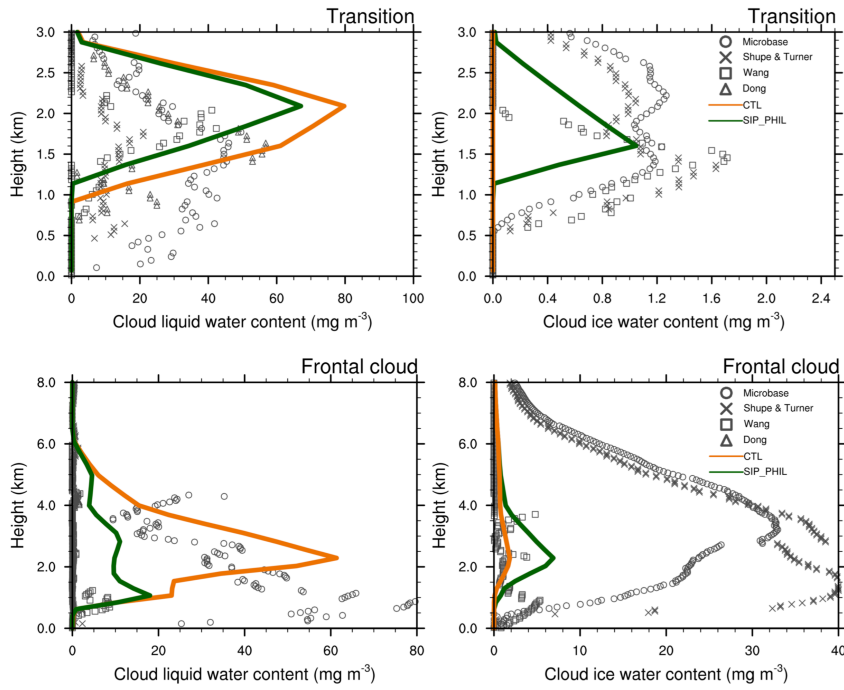 Transition
3.0
2.5
2.0
1.5
1.0
0.5
0.0
Height (km)
0
20
40
60
80
100
Cloud liquid water content (mg m⁻³)
Transition
3.0
2.5
2.0
1.5
1.0
0.5
0.0
Height (km)
Microbase
Shupe & Turner
Wang
Dong
CTL
SIP_PHIL
0.0
0.4
0.8
1.2
1.6
2.0
2.4
Cloud ice water content (mg m⁻³)
Frontal cloud
8.0
6.0
4.0
2.0
0.0
Height (km)
0
10
20
30
40
50
60
70
80
Cloud liquid water content (mg m⁻³)
Frontal cloud
8.0
6.0
4.0
2.0
0.0
Height (km)
Microbase
Shupe & Turner
Wang
Dong
CTL
SIP_PHIL
0
10
20
30
40
Cloud ice water content (mg m⁻³)